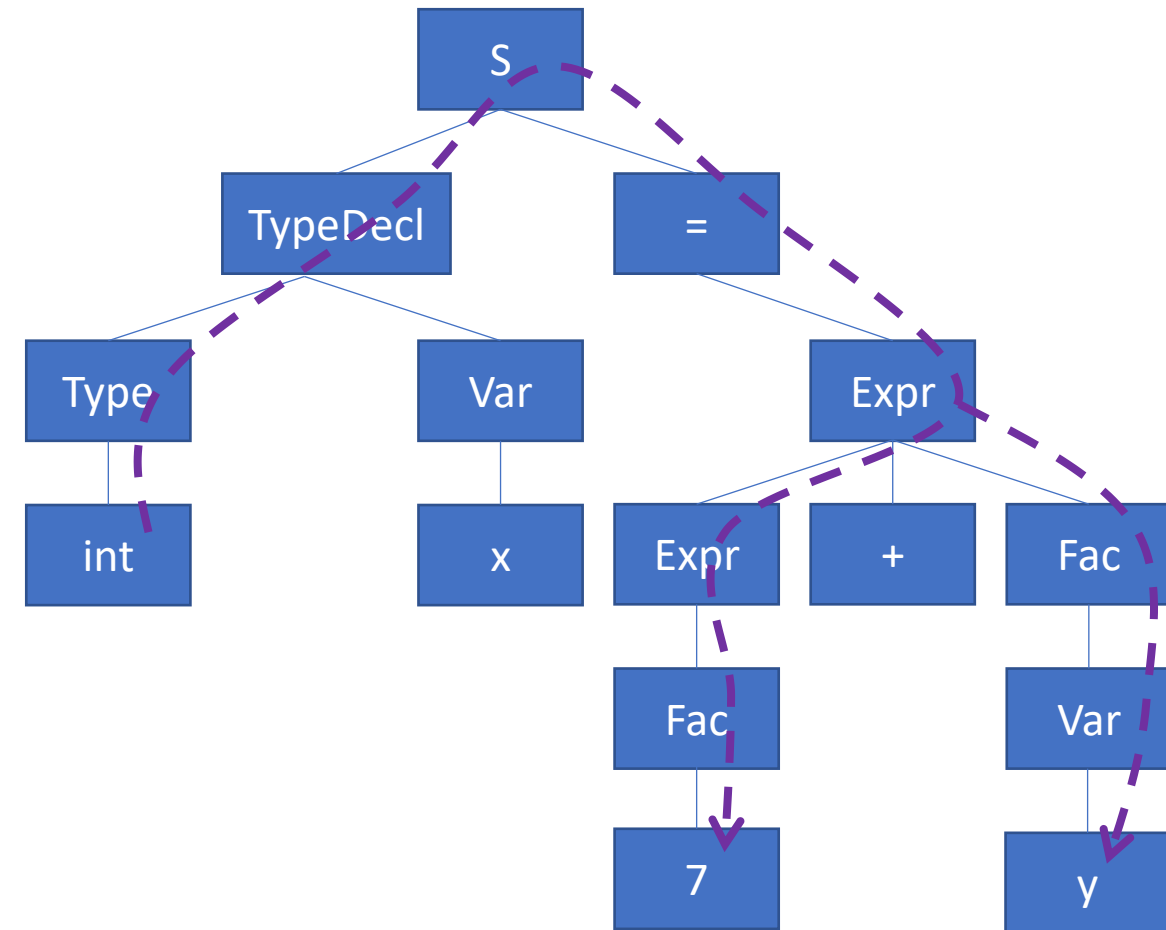 S
TypeDecl
=
Type
Var
Expr
int
x
Expr
+
Fac
Fac
Var
7
y